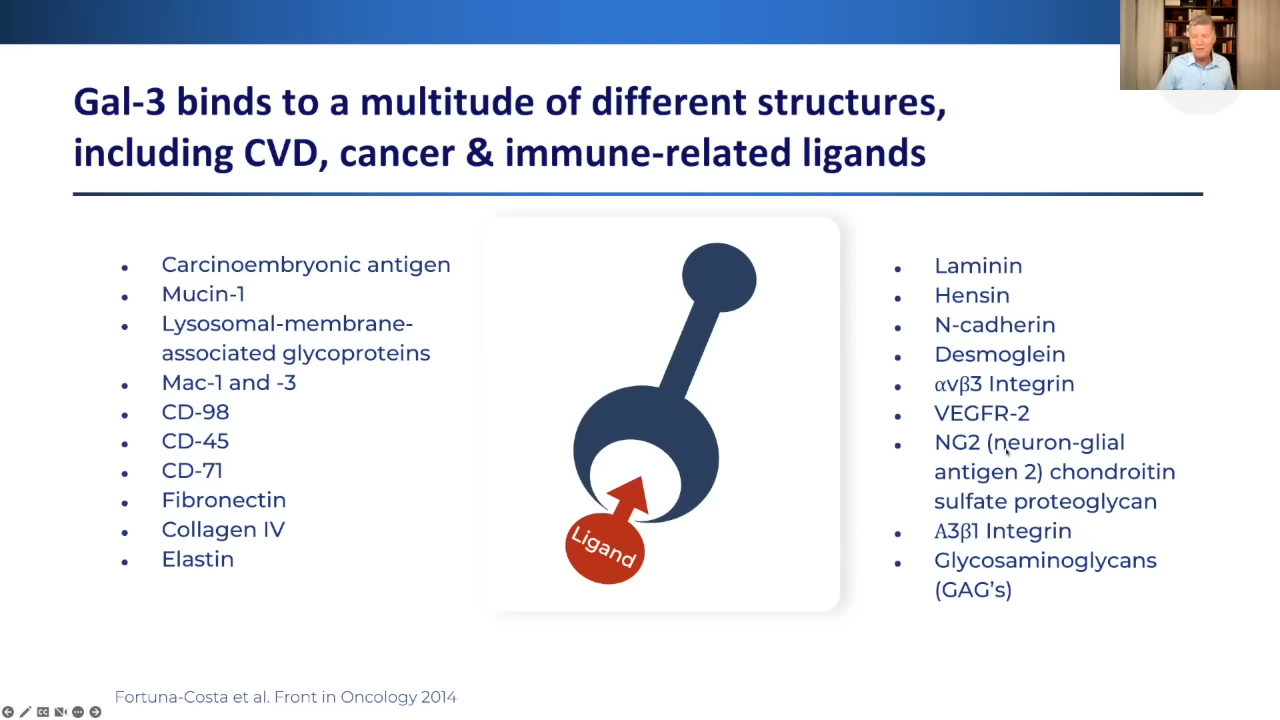 Gal-3 binds to a multitude of different structures,
including CVD, cancer & immune-related ligands
Carcinoembryonic antigen
Mucin-1
Lysosomal-membrane-
associated glycoproteins
Mac-1 and -3
CD-98
CD-45
CD-71
Fibronectin
Collagen IV
Elastin
Ligand
Laminin
Hensin
N-cadherin
Desmoglein
αvβ3 Integrin
VEGFR-2
NG2 (neuron-glial
antigen 2) chondroitin
sulfate proteoglycan
Α3β1 Integrin
Glycosaminoglycans
(GAG’s)
Fortuna-Costa et al. Front in Oncology 2014